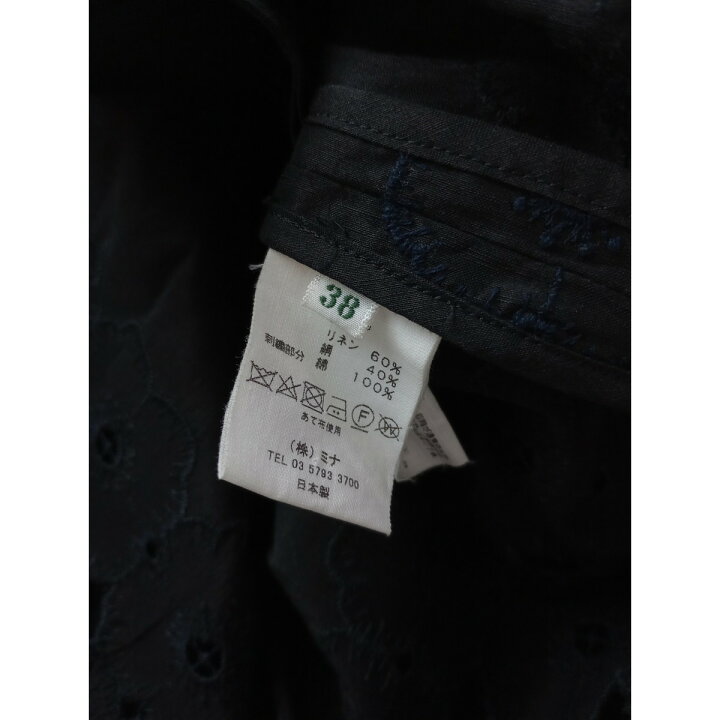 38
リネン 60%
絹 40%
刺繍部分 綿 100%
F
W
あて布使用
(株)ミナ
TEL 03 5793 3700
日本製